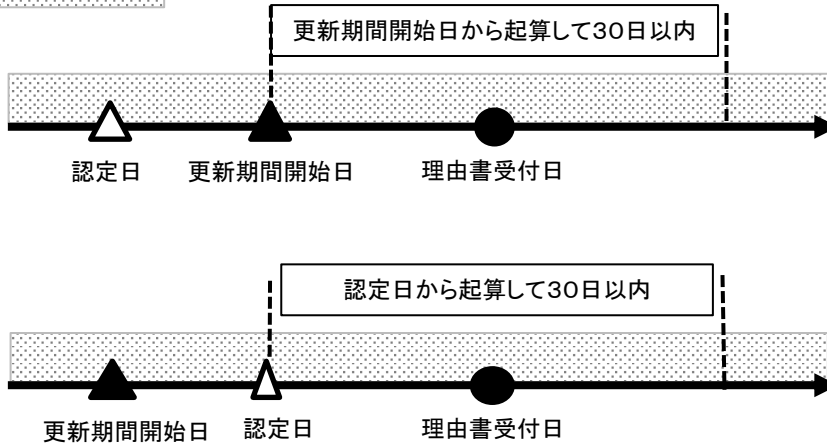 更新期間開始日から起算して30日以内
認定日 更新期間開始日 理由書受付日
認定日から起算して30日以内
更新期間開始日 認定日 理由書受付日